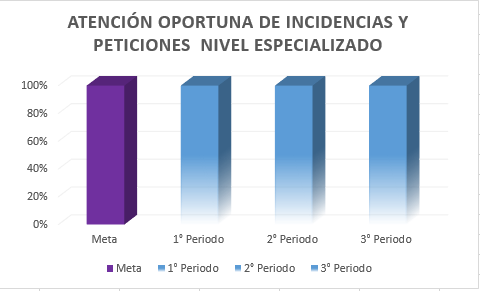 ATENCIÓN OPORTUNA DE INCIDENCIAS Y
PETICIONES  NIVEL ESPECIALIZADO
100%
80%
60%
40%
20%
0%
Meta 1° Periodo 2° Periodo 3° Periodo
Meta 1° Periodo 2° Periodo 3° Periodo